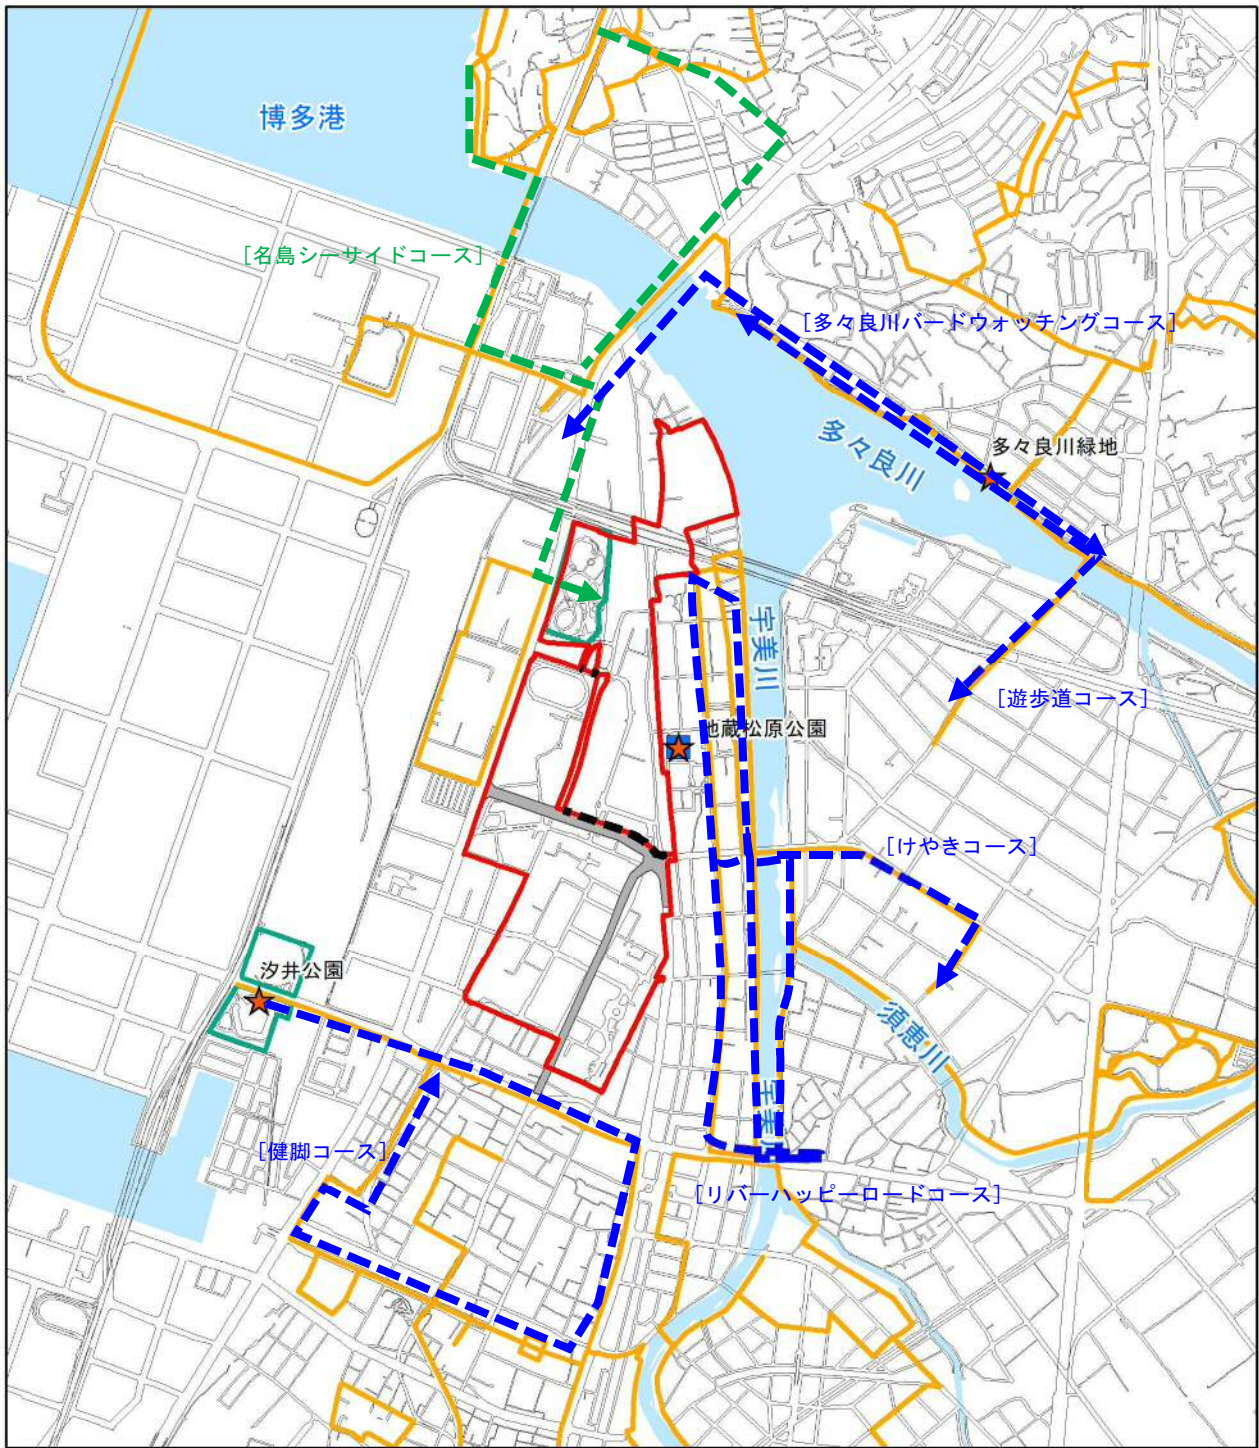 博多港
[名島シーサイドコース]
[多々良川バードウォッチングコース]
多々良川
多々良川緑地
宇美川
[遊歩道コース]
地蔵松原公園
[けやきコース]
汐井公園
須恵川
宇美川
[健脚コース]
[リバーハッピーロードコース]